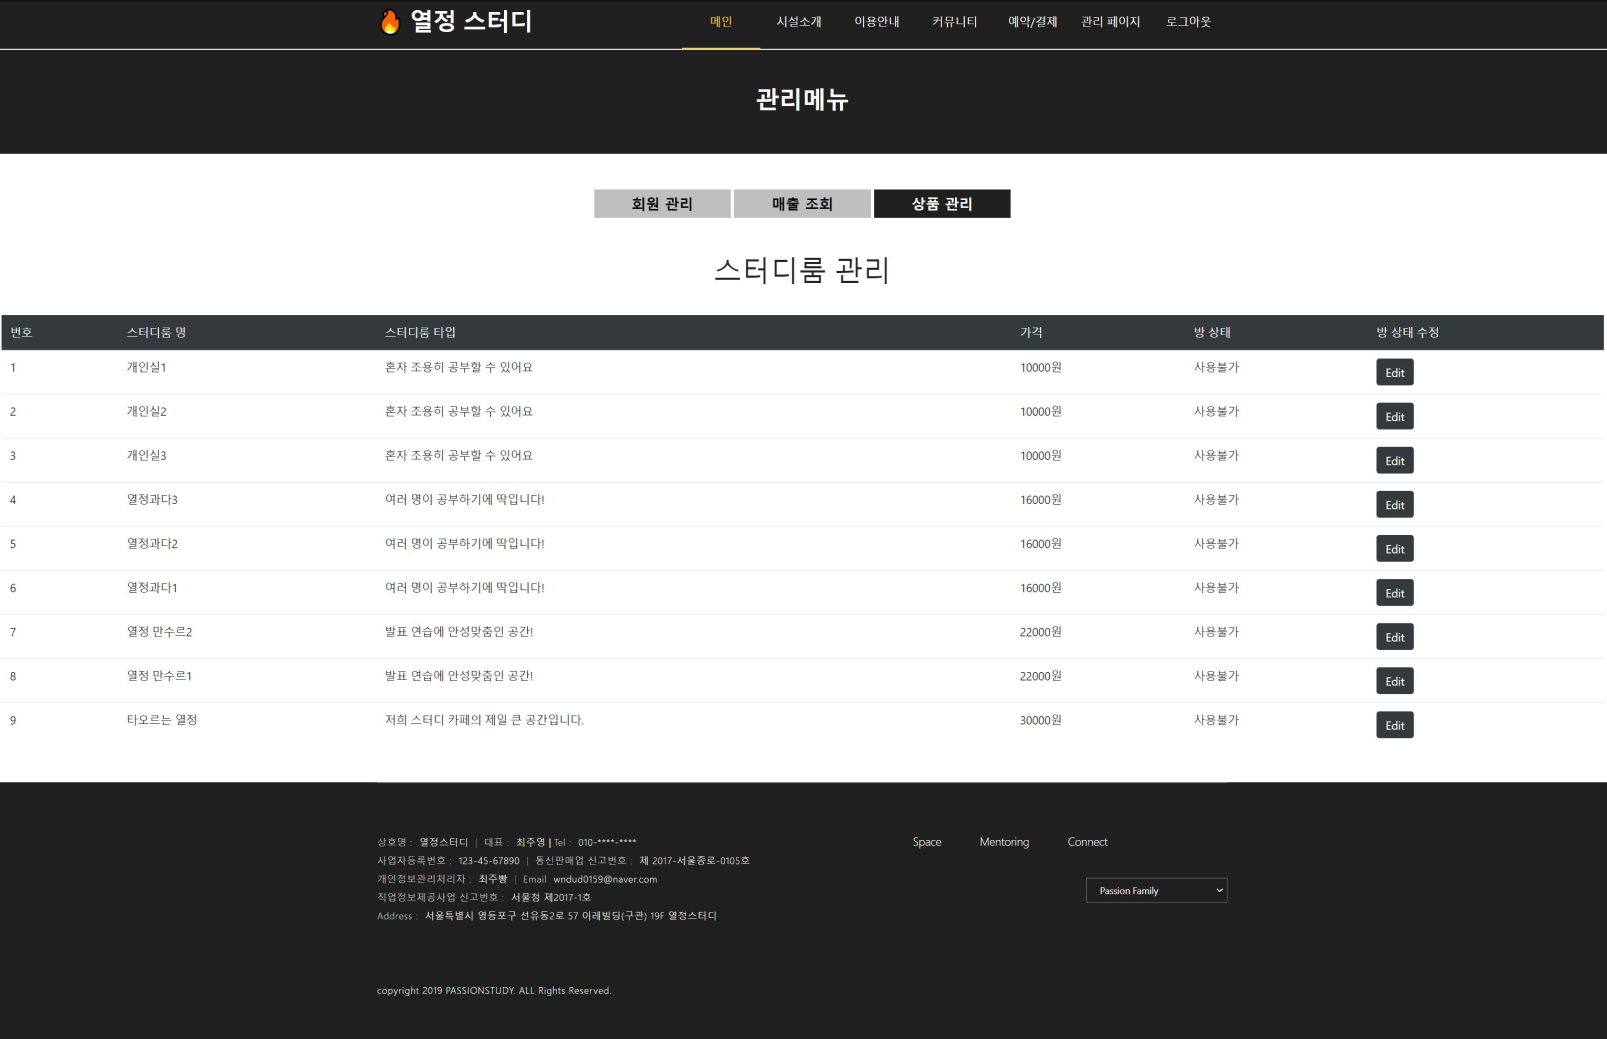 열정 스터디
메인 시설소개 이용안내 커뮤니티 예약/결제 관리 페이지 로그아웃
관리메뉴
회원 관리 매출 조회 상품 관리
스터디룸 관리
번호 스터디룸 명 스터디룸 타입 가격 방 상태 방 상태 수정
1 개인실1 혼자 조용히 공부할 수 있어요 10000원 사용불가 Edit
2 개인실2 혼자 조용히 공부할 수 있어요 10000원 사용불가 Edit
3 개인실3 혼자 조용히 공부할 수 있어요 10000원 사용불가 Edit
4 열정과다3 여러 명이 공부하기에 딱입니다! 16000원 사용불가 Edit
5 열정과다2 여러 명이 공부하기에 딱입니다! 16000원 사용불가 Edit
6 열정과다1 여러 명이 공부하기에 딱입니다! 16000원 사용불가 Edit
7 열정 만수르2 발표 연습에 안성맞춤인 공간! 22000원 사용불가 Edit
8 열정 만수르1 발표 연습에 안성맞춤인 공간! 22000원 사용불가 Edit
9 타오르는 열정 저희 스터디 카페의 제일 큰 공간입니다. 30000원 사용불가 Edit
상호명 : 열정스터디 | 대표 : 최주영 | Tel : 010-****-****
사업자등록번호 : 123-45-67890 | 통신판매업 신고번호 : 제 2017-서울종로-0105호
개인정보관리처리자 : 최주빵 | Email wndud0159@naver.com
직업정보제공사업 신고번호 : 서울청 제2017-1호
Address : 서울특별시 영등포구 선유동2로 57 이레빌딩(구관) 19F 열정스터디
Space Mentoring Connect
Passion Family
copyright 2019 PASSIONSTUDY. ALL Rights Reserved.